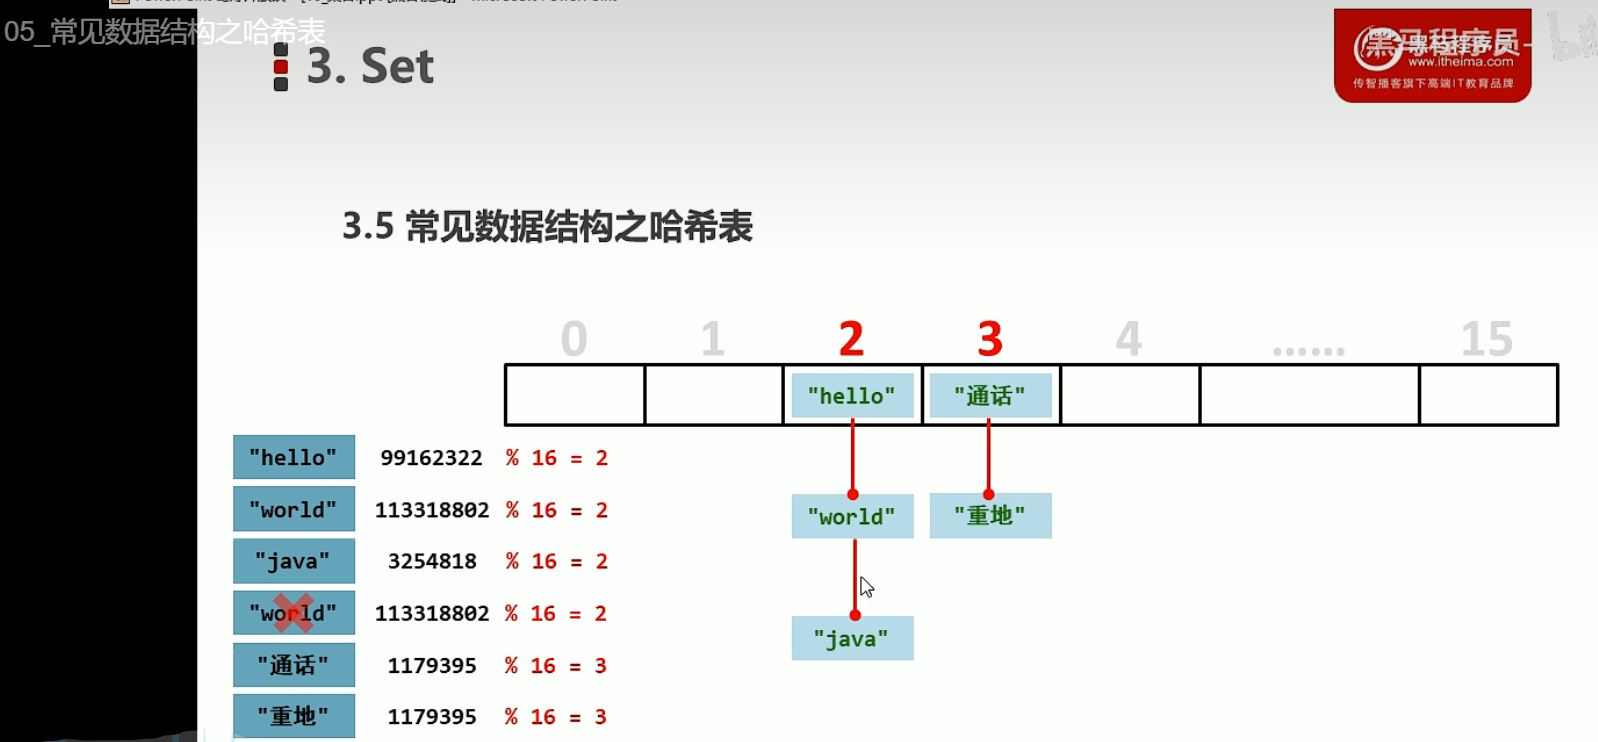 05_常见数据结构之哈希表
3. Set
黑马程序员
www.itheima.com
传智播客旗下高端IT教育品牌
3.5 常见数据结构之哈希表
0 1 2 3 4 ...... 15
"hello" "通话"
"hello" 99162322 % 16 = 2
"world" 113318802 % 16 = 2
"world" "重地"
"java" 3254818 % 16 = 2
"world" 113318802 % 16 = 2
"java"
"通话" 1179395 % 16 = 3
"重地" 1179395 % 16 = 3